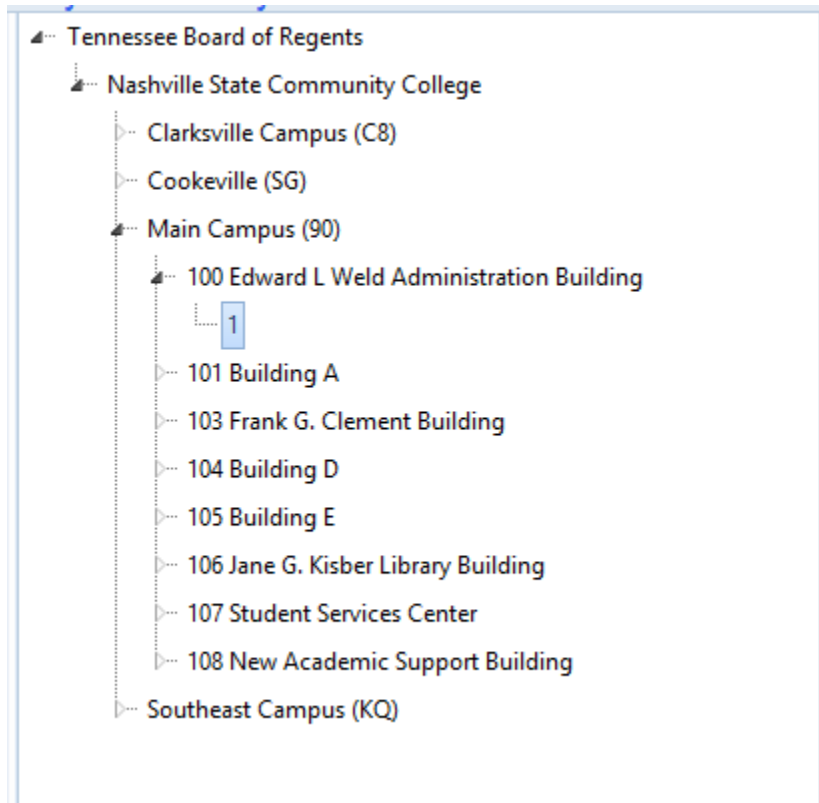 Tennessee Board of Regents
Nashville State Community College
Clarksville Campus (C8)
Cookeville (SG)
Main Campus (90)
100 Edward L Weld Administration Building
1
101 Building A
103 Frank G. Clement Building
104 Building D
105 Building E
106 Jane G. Kisber Library Building
107 Student Services Center
108 New Academic Support Building
Southeast Campus (KQ)